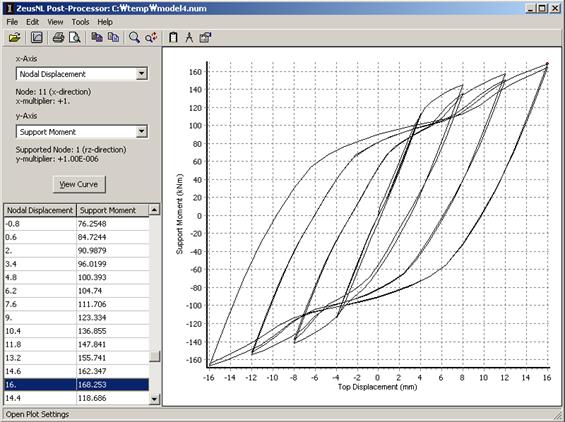 ZeusNL Post-Processor: C:₩temp₩model4.num
File Edit View Tools Help
x-Axis
Nodal Displacement
Node: 11 (x-direction)
x-multiplier: +1.
y-Axis
Support Moment
Supported Node: 1 (rz-direction)
y-multiplier: +1.00E-006
View Curve
Nodal Displacement Support Moment
-0.8 76.2548
0.6 84.7244
2. 90.9879
3.4 96.0199
4.8 100.393
6.2 104.74
7.6 111.706
9. 123.334
10.4 136.855
11.8 147.841
13.2 155.741
14.6 162.347
16. 168.253
14.4 118.686
Support Moment (kNm)
160
140
120
100
80
60
40
20
0
-20
-40
-60
-80
-100
-120
-140
-160
-16 -14 -12 -10 -8 -6 -4 -2 0 2 4 6 8 10 12 14 16
Top Displacement (mm)
Open Plot Settings